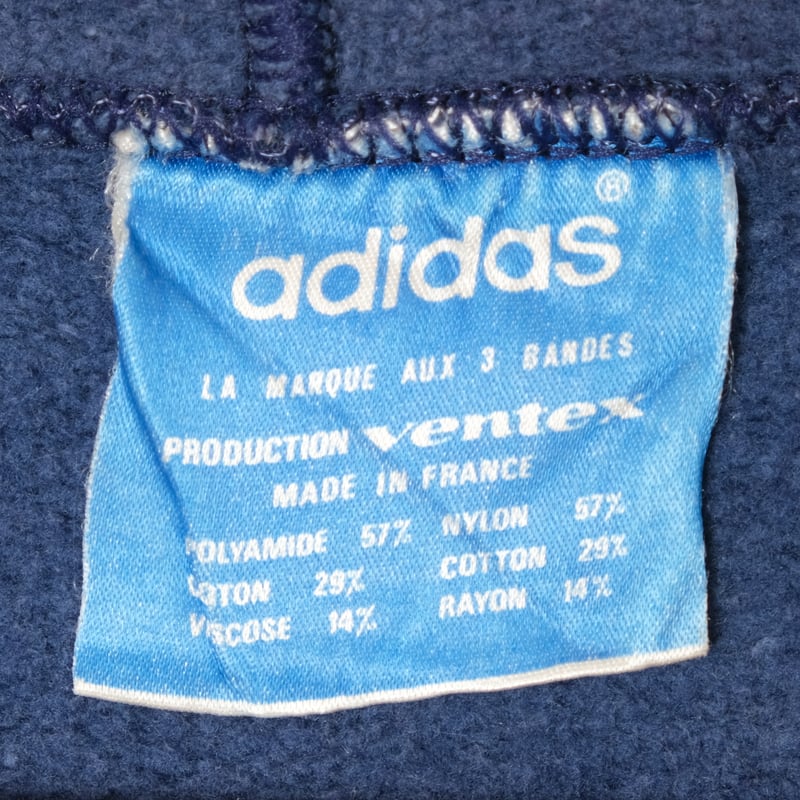 adidas®
LA MARQUE AUX 3 BANDES
PRODUCTION ventex
MADE IN FRANCE
POLYAMIDE 57% NYLON 57%
COTON 29% COTTON 29%
VISCOSE 14% RAYON 14%